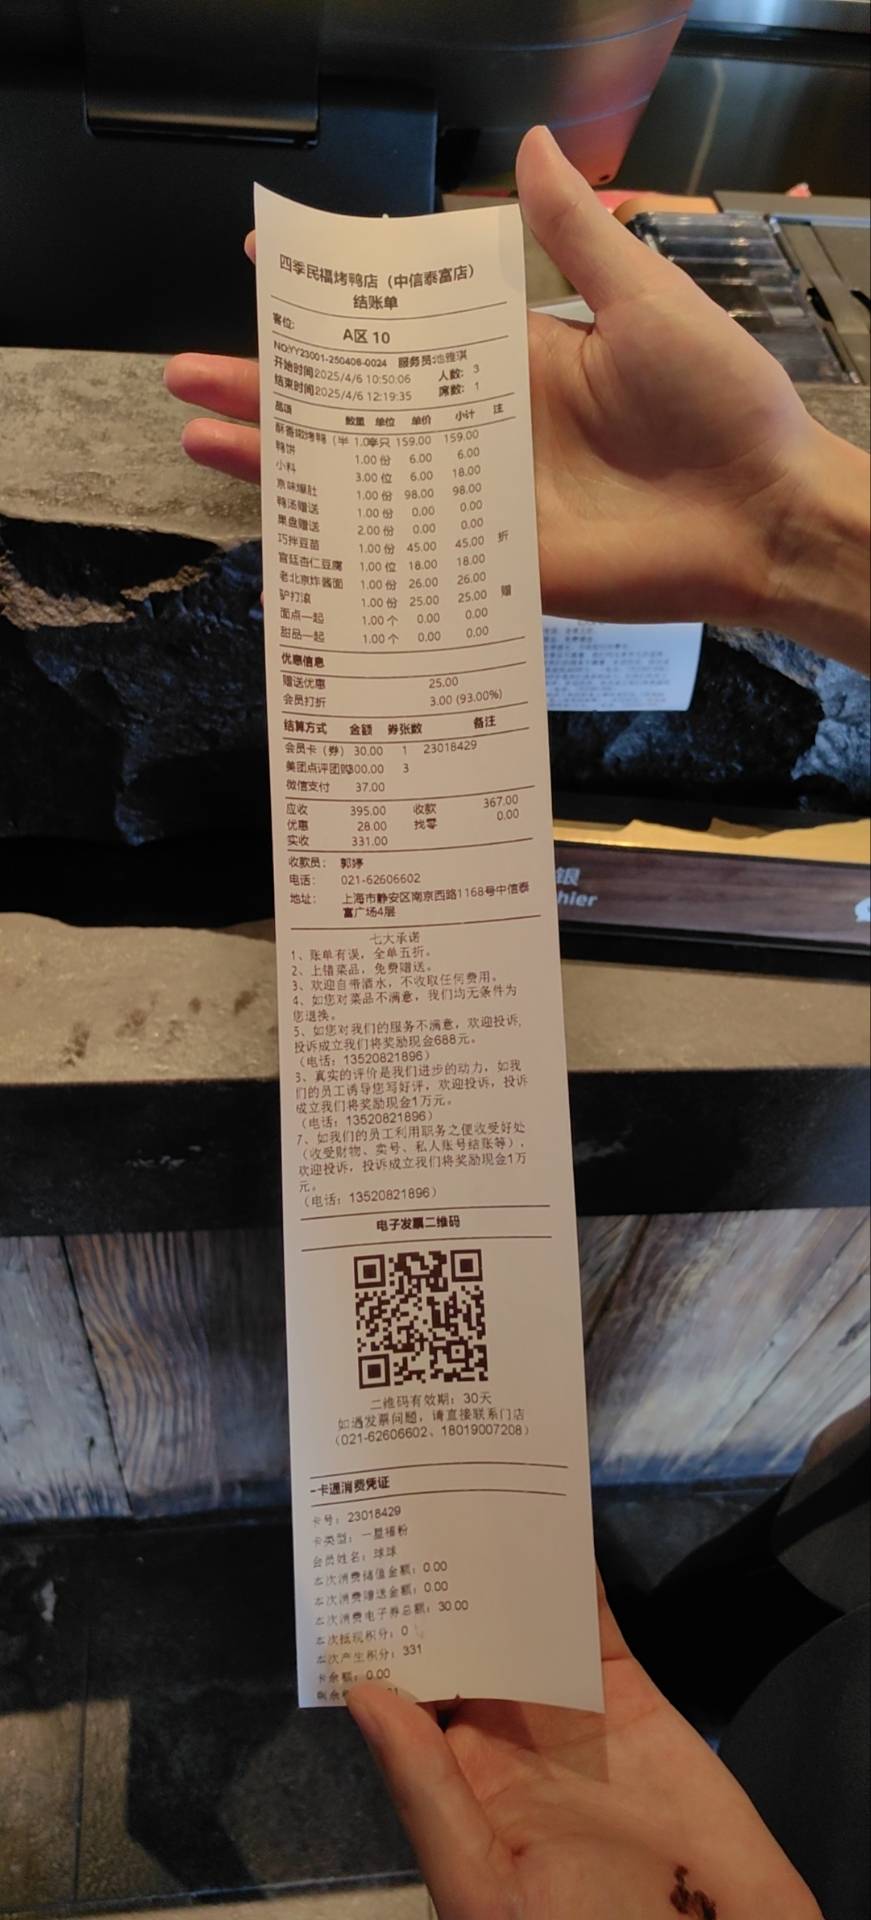 四季民福烤鸭店（中信泰富店）
结账单
客位：
A区 10
NO:YY23001-250406-0024 服务员:池雅琪
开始时间2025/4/6 10:50:06 人数： 3
结束时间2025/4/6 12:19:35 席数： 1
品项 数量 单位 单价 小计 注
酥香嫩烤鸭（半 1.0 只 159.00 159.00
鸭饼 1.00 份 6.00 6.00
小料 3.00 位 6.00 18.00
京味爆肚 1.00 份 98.00 98.00
鸭汤赠送 1.00 份 0.00 0.00
果盘赠送 2.00 份 0.00 0.00
巧拌豆苗 1.00 份 45.00 45.00 折
宫廷杏仁豆腐 1.00 位 18.00 18.00
老北京炸酱面 1.00 份 26.00 26.00
驴打滚 1.00 份 25.00 25.00 赠
面点一起 1.00 个 0.00 0.00
甜品一起 1.00 个 0.00 0.00
优惠信息
赠送优惠 25.00
会员打折 3.00 (93.00%)
结算方式 金额 券张数 备注
会员卡（券） 30.00 1 23018429
美团点评团购300.00 3
微信支付 37.00
应收 395.00 收款 367.00
优惠 28.00 找零 0.00
实收 331.00
收款员： 郭婷
电话： 021-62606602
地址： 上海市静安区南京西路1168号中信泰
富广场4层
七大承诺
1、账单有误，全单五折。
2、上错菜品，免费赠送。
3、欢迎自带酒水，不收取任何费用。
4、如您对菜品不满意，我们均无条件为
您退换。
5、如您对我们的服务不满意，欢迎投诉，
投诉成立我们将奖励现金688元。
（电话：13520821896）
3、真实的评价是我们进步的动力，如我
们的员工诱导您写好评，欢迎投诉，投诉
成立我们将奖励现金1万元。
（电话：13520821896）
7、如我们的员工利用职务之便收受好处
（收受财物、卖号、私人账号结账等），
欢迎投诉，投诉成立我们将奖励现金1万
元。
（电话：13520821896）
电子发票二维码
二维码有效期：30天
如遇发票问题，请直接联系门店
（021-62606602、18019007208）
一卡通消费凭证
卡号：23018429
卡类型：一星福粉
会员姓名：球球
本次消费储值金额：0.00
本次消费赠送金额：0.00
本次消费电子券总额：30.00
本次抵现积分：0
本次产生积分：331
卡余额：0.00
银
hier